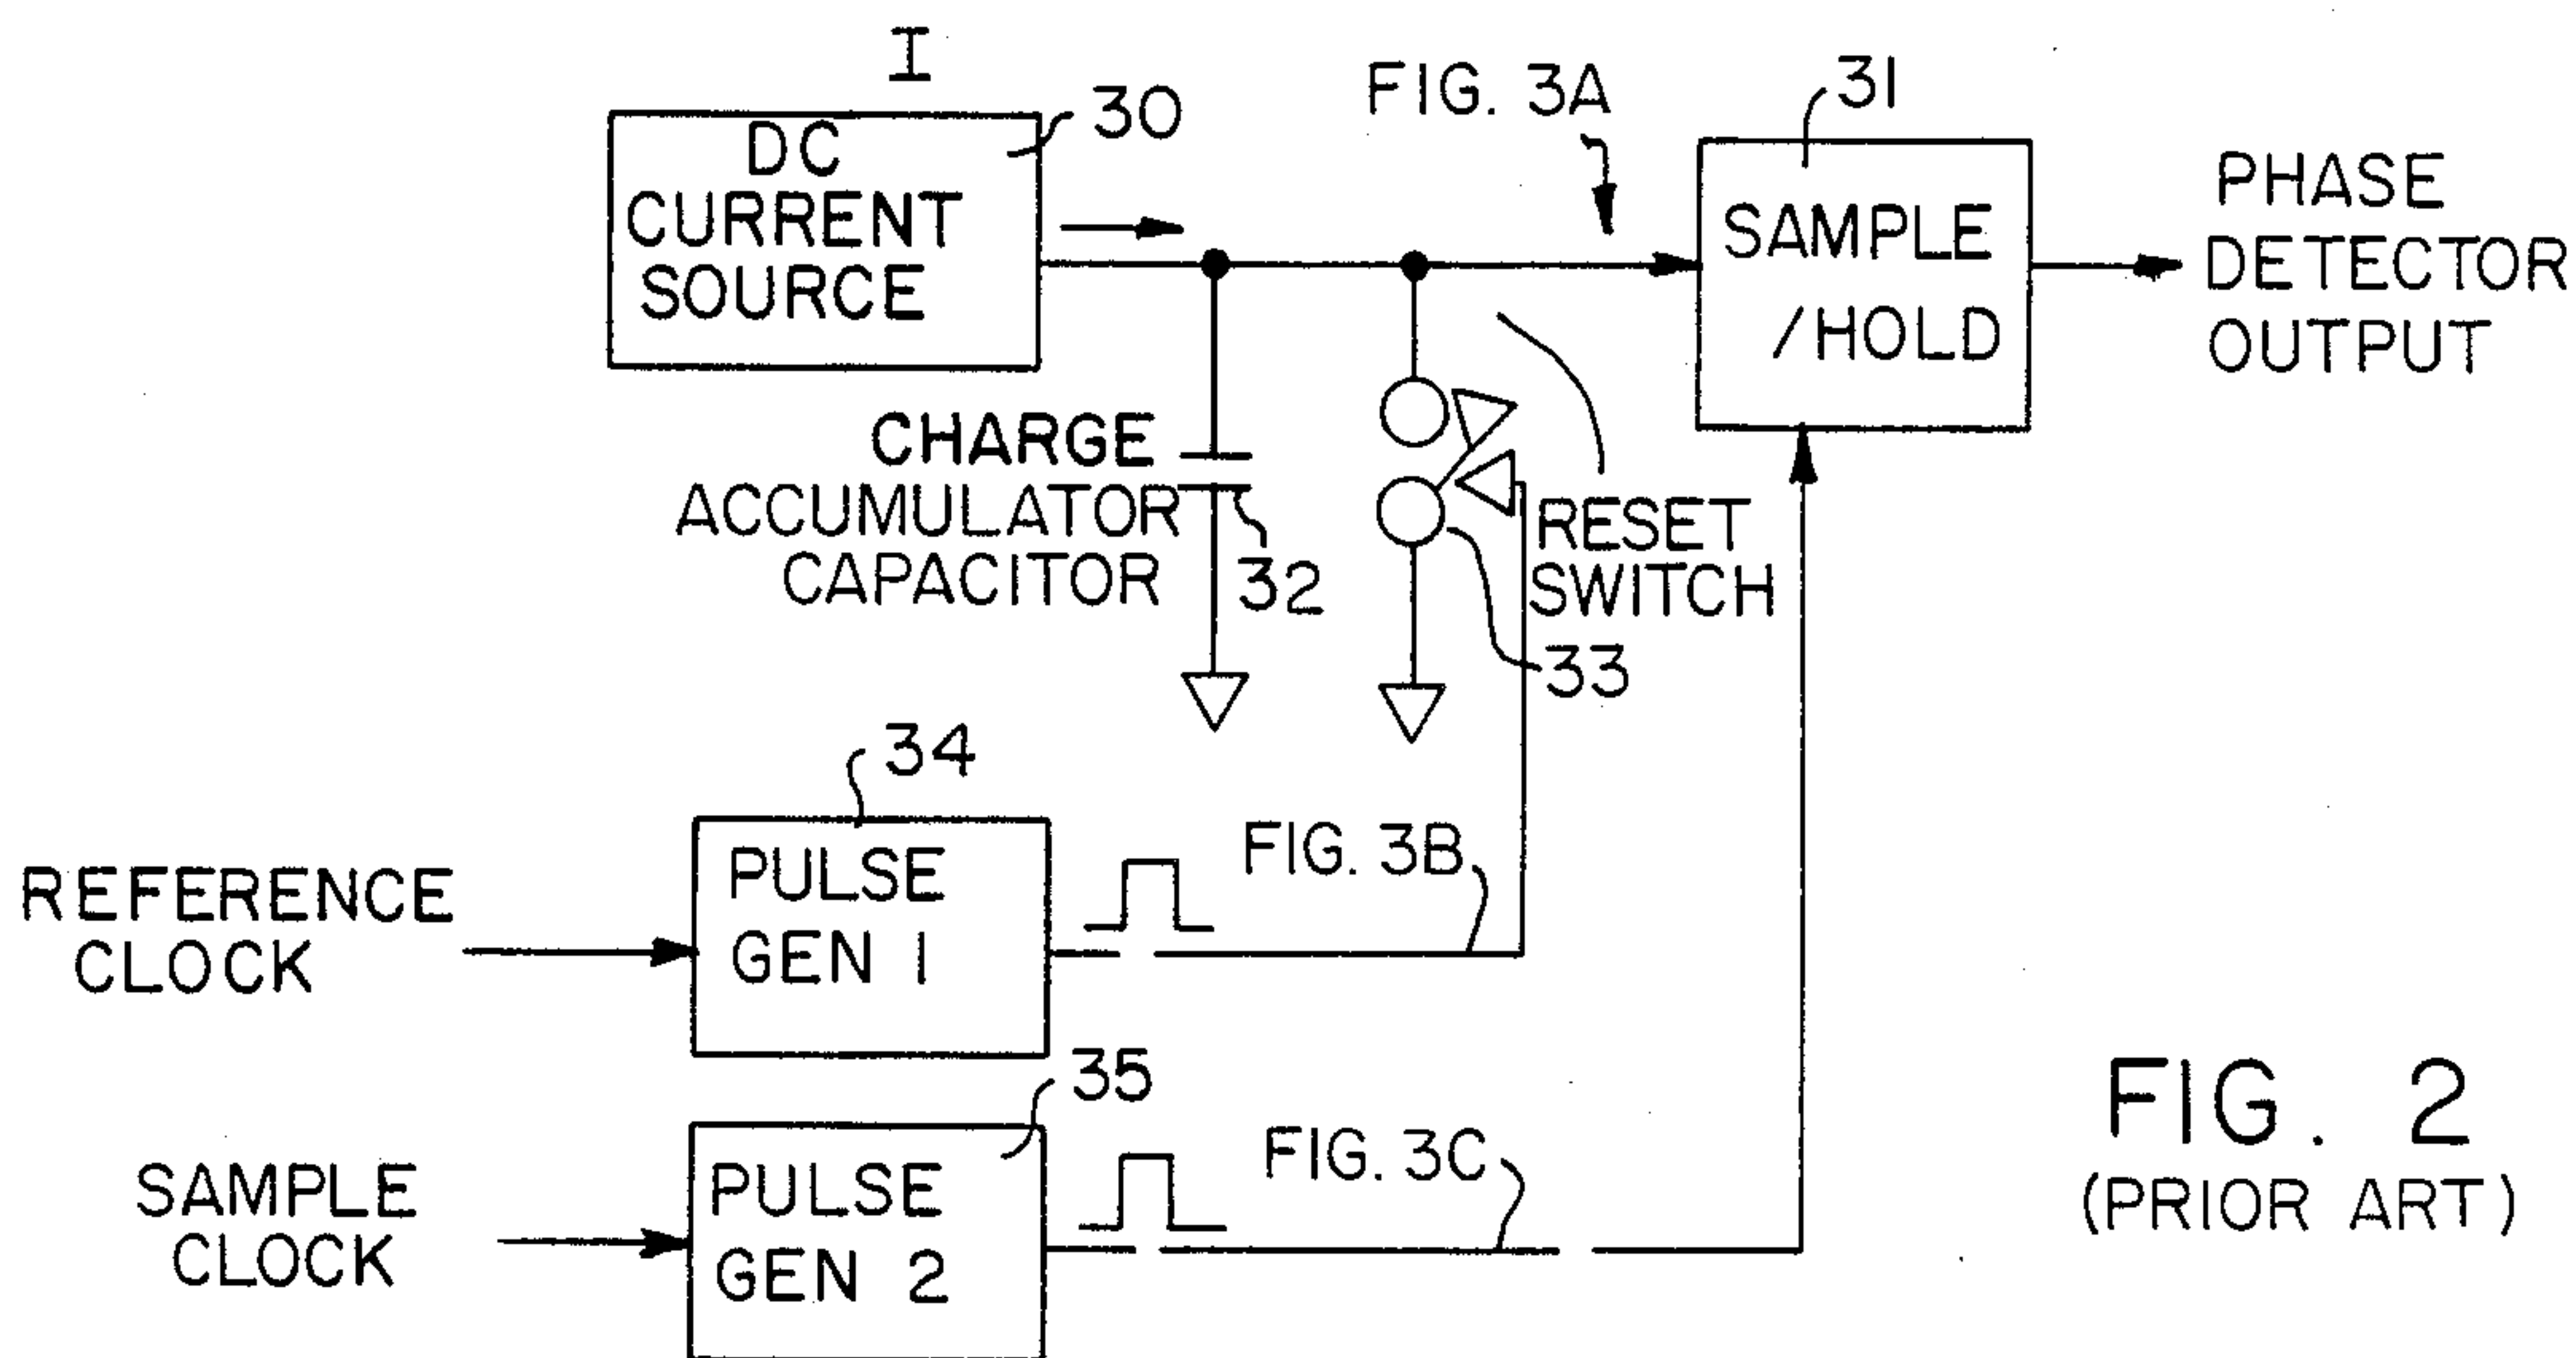 I
30
DC
CURRENT
SOURCE
FIG. 3A
31
SAMPLE
/HOLD
PHASE
DETECTOR
OUTPUT
CHARGE
ACCUMULATOR
CAPACITOR
32
RESET
SWITCH
33
34
REFERENCE
CLOCK
PULSE
GEN 1
FIG. 3B
35
SAMPLE
CLOCK
PULSE
GEN 2
FIG. 3C
FIG. 2
(PRIOR ART)